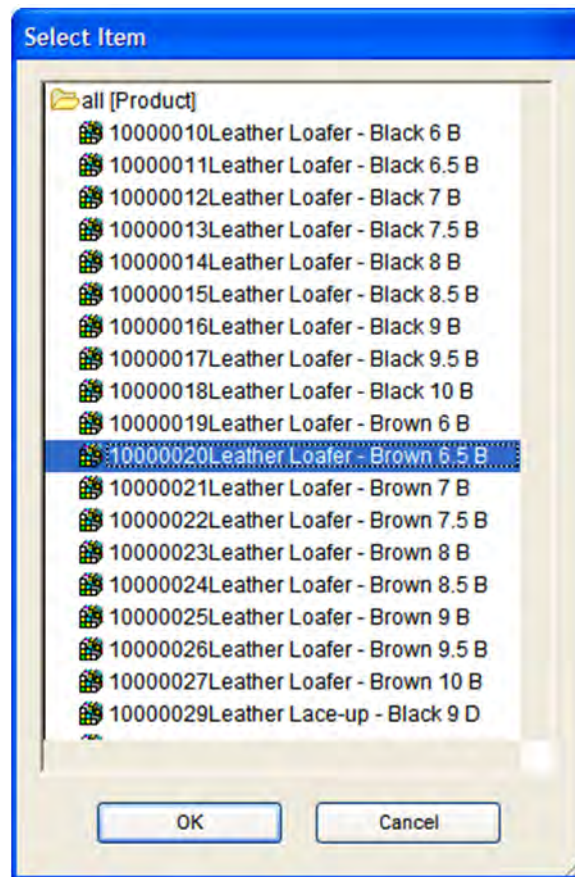 Select Item
all [Product]
10000010Leather Loafer - Black 6 B
10000011Leather Loafer - Black 6.5 B
10000012Leather Loafer - Black 7 B
10000013Leather Loafer - Black 7.5 B
10000014Leather Loafer - Black 8 B
10000015Leather Loafer - Black 8.5 B
10000016Leather Loafer - Black 9 B
10000017Leather Loafer - Black 9.5 B
10000018Leather Loafer - Black 10 B
10000019Leather Loafer - Brown 6 B
10000020Leather Loafer - Brown 6.5 B
10000021Leather Loafer - Brown 7 B
10000022Leather Loafer - Brown 7.5 B
10000023Leather Loafer - Brown 8 B
10000024Leather Loafer - Brown 8.5 B
10000025Leather Loafer - Brown 9 B
10000026Leather Loafer - Brown 9.5 B
10000027Leather Loafer - Brown 10 B
10000029Leather Lace-up - Black 9 D
OK Cancel